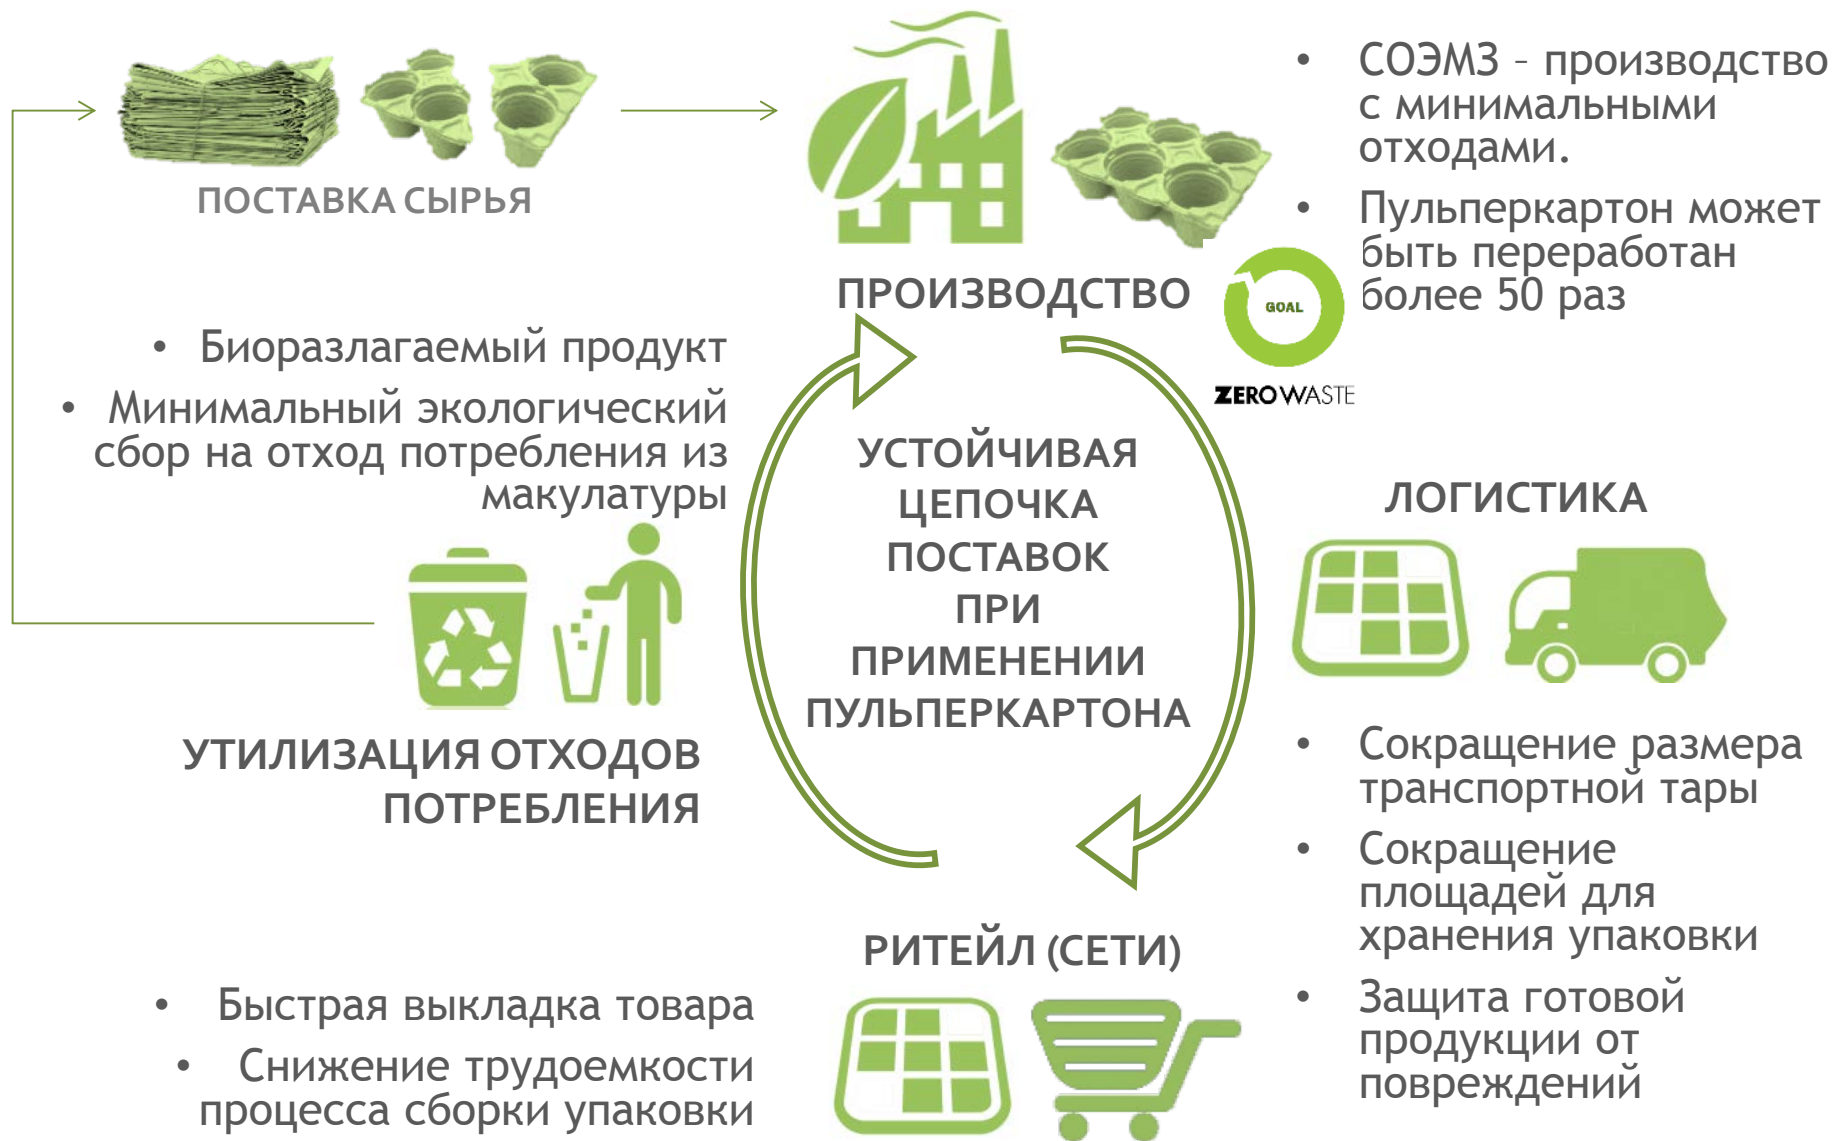 ПОСТАВКА СЫРЬЯ
ПРОИЗВОДСТВО
• СОЭМЗ – производство
с минимальными
отходами.
• Пульперкартон может
быть переработан
более 50 раз
GOAL
ZERO WASTE
• Биоразлагаемый продукт
• Минимальный экологический
сбор на отход потребления из
макулатуры
УТИЛИЗАЦИЯ ОТХОДОВ
ПОТРЕБЛЕНИЯ
УСТОЙЧИВАЯ
ЦЕПОЧКА
ПОСТАВОК
ПРИ
ПРИМЕНЕНИИ
ПУЛЬПЕРКАРТОНА
ЛОГИСТИКА
• Сокращение размера
транспортной тары
• Сокращение
площадей для
хранения упаковки
• Защита готовой
продукции от
повреждений
РИТЕЙЛ (СЕТИ)
• Быстрая выкладка товара
• Снижение трудоемкости
процесса сборки упаковки